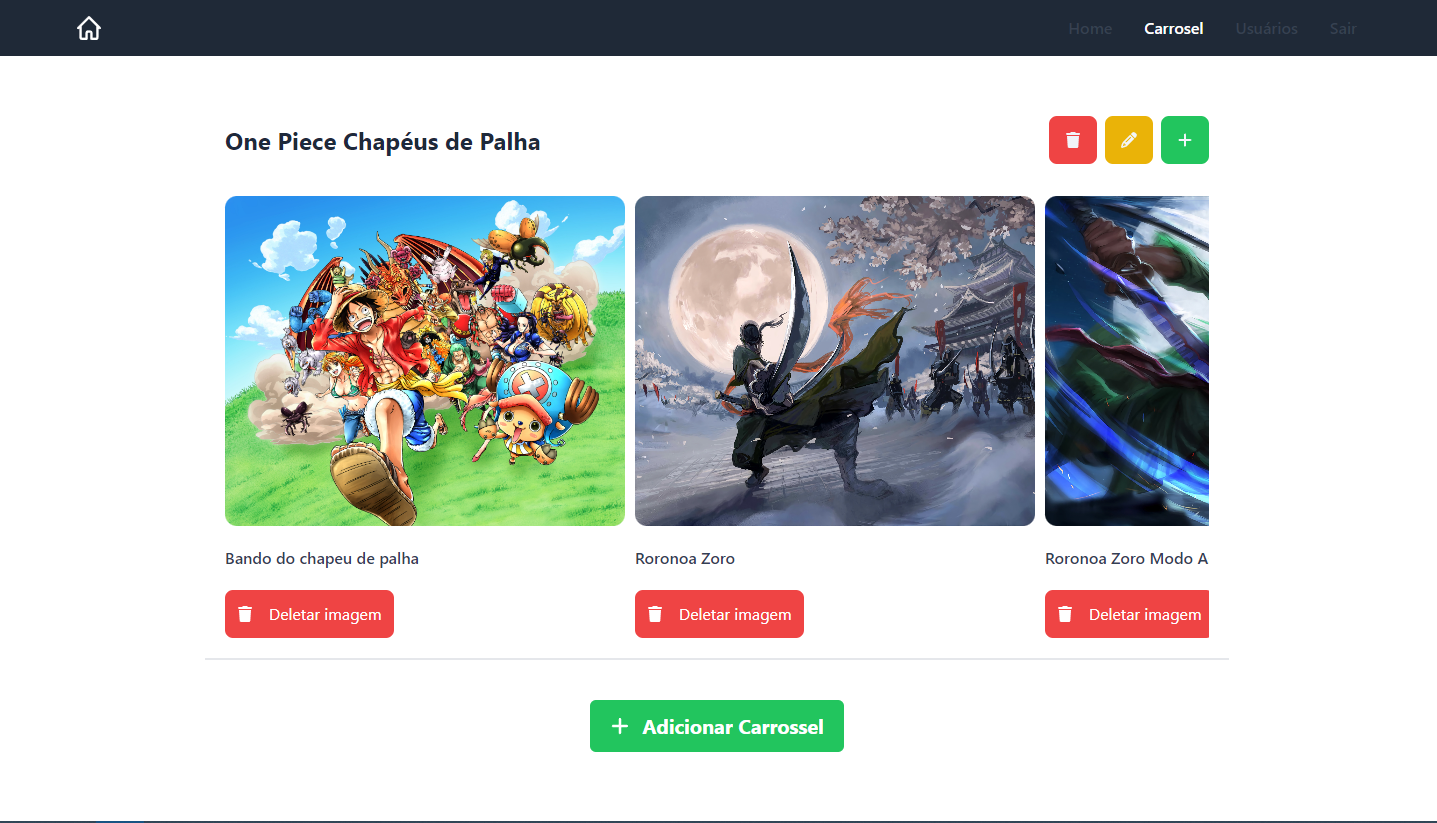 Home Carrosel Usuários Sair
One Piece Chapéus de Palha
Bando do chapeu de palha
Roronoa Zoro
Roronoa Zoro Modo A
Deletar imagem
Deletar imagem
Deletar imagem
Adicionar Carrossel